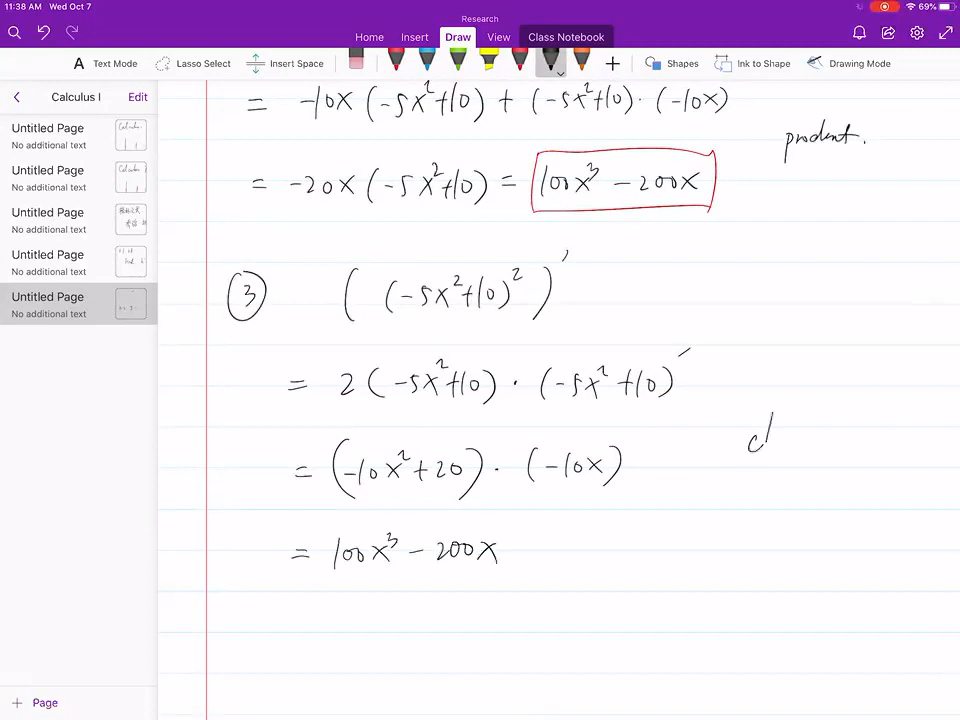 11:38 AM Wed Oct 7
69%
Research
Home Insert Draw View Class Notebook
Text Mode Lasso Select Insert Space Shapes Ink to Shape Drawing Mode
Calculus I Edit
Untitled Page
No additional text
Untitled Page
No additional text
Untitled Page
No additional text
Untitled Page
No additional text
Untitled Page
No additional text
Page
= -10x (-5x²+10) + (-5x²+10) · (-10x)
= -20x (-5x²+10) = 100x³ - 200x
③ ( (-5x²+10)² )'
= 2 (-5x²+10) · (-5x²+10)'
= (-10x²+20) · (-10x)
= 100x³ - 200x